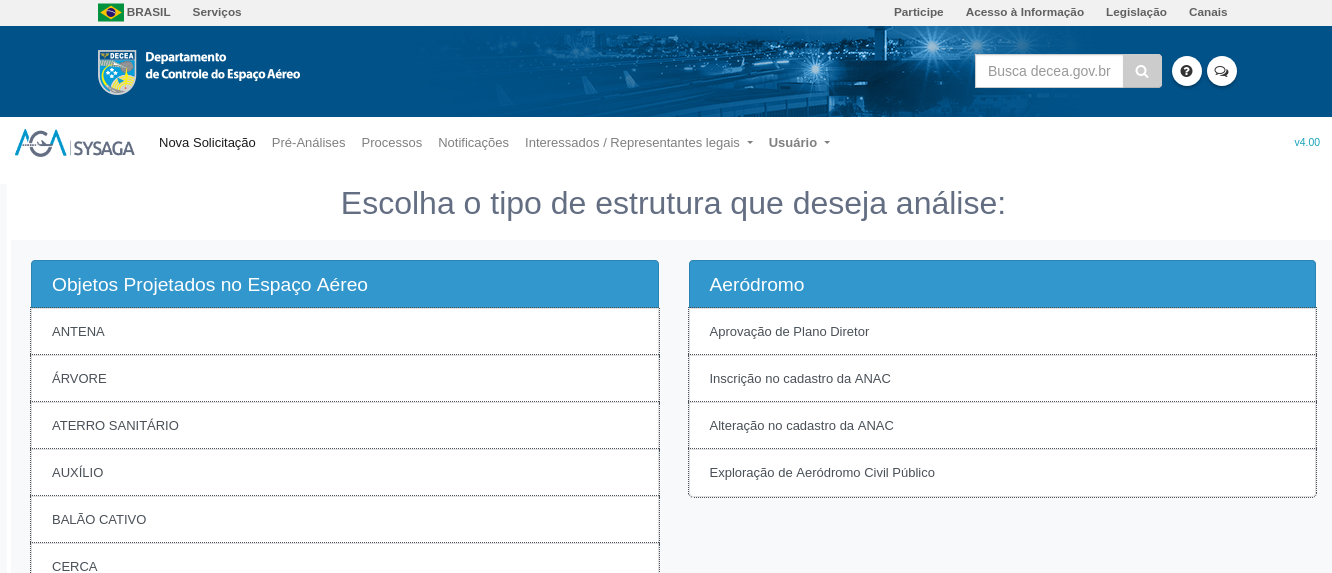 BRASIL Serviços Participe Acesso à Informação Legislação Canais
DECEA
Departamento
de Controle do Espaço Aéreo
Busca decea.gov.br
AGA SYSAGA Nova Solicitação Pré-Análises Processos Notificações Interessados / Representantes legais Usuário v4.00
Escolha o tipo de estrutura que deseja análise:
Objetos Projetados no Espaço Aéreo
ANTENA
ÁRVORE
ATERRO SANITÁRIO
AUXÍLIO
BALÃO CATIVO
CERCA
Aeródromo
Aprovação de Plano Diretor
Inscrição no cadastro da ANAC
Alteração no cadastro da ANAC
Exploração de Aeródromo Civil Público